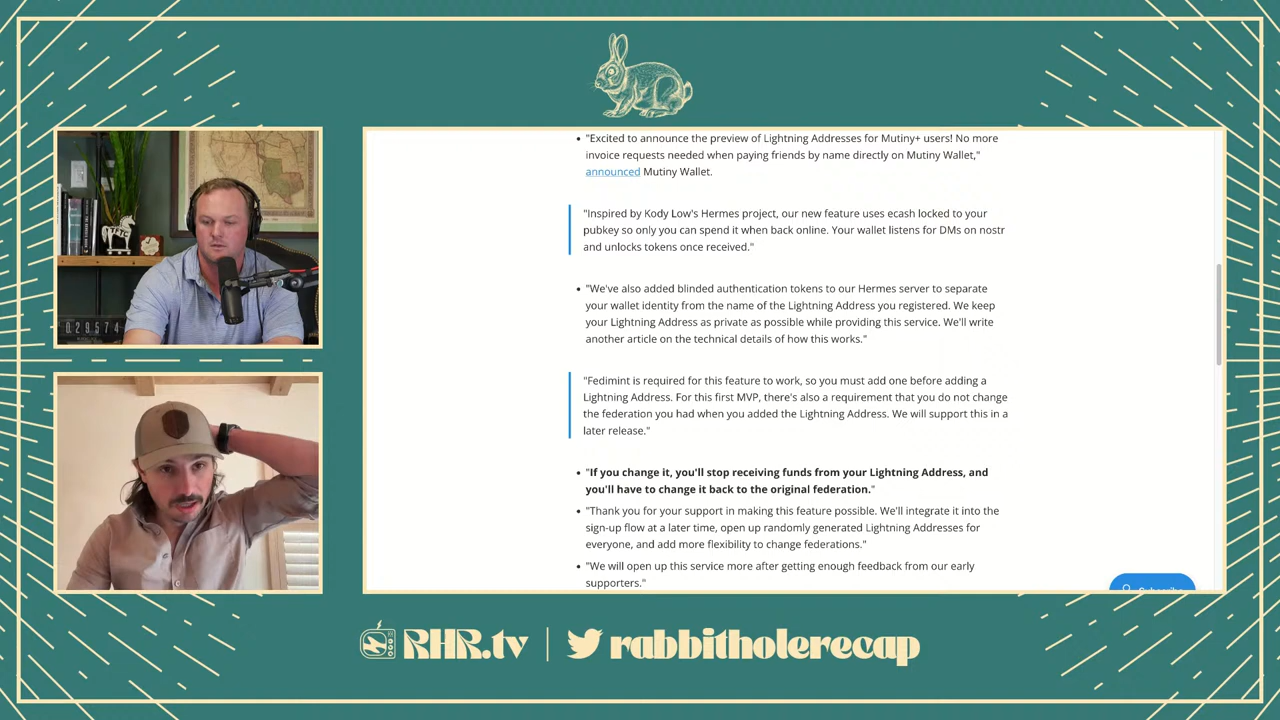 • "Excited to announce the preview of Lightning Addresses for Mutiny+ users! No more
invoice requests needed when paying friends by name directly on Mutiny Wallet,"
announced Mutiny Wallet.
"Inspired by Kody Low's Hermes project, our new feature uses ecash locked to your
pubkey so only you can spend it when back online. Your wallet listens for DMs on nostr
and unlocks tokens once received."
• "We've also added blinded authentication tokens to our Hermes server to separate
your wallet identity from the name of the Lightning Address you registered. We keep
your Lightning Address as private as possible while providing this service. We'll write
another article on the technical details of how this works."
"Fedimint is required for this feature to work, so you must add one before adding a
Lightning Address. For this first MVP, there's also a requirement that you do not change
the federation you had when you added the Lightning Address. We will support this in a
later release."
• "If you change it, you'll stop receiving funds from your Lightning Address, and
you'll have to change it back to the original federation."
• "Thank you for your support in making this feature possible. We'll integrate it into the
sign-up flow at a later time, open up randomly generated Lightning Addresses for
everyone, and add more flexibility to change federations."
• "We will open up this service more after getting enough feedback from our early
supporters."
Subscribe
0.29574
RHR.tv | rabbitholerecap